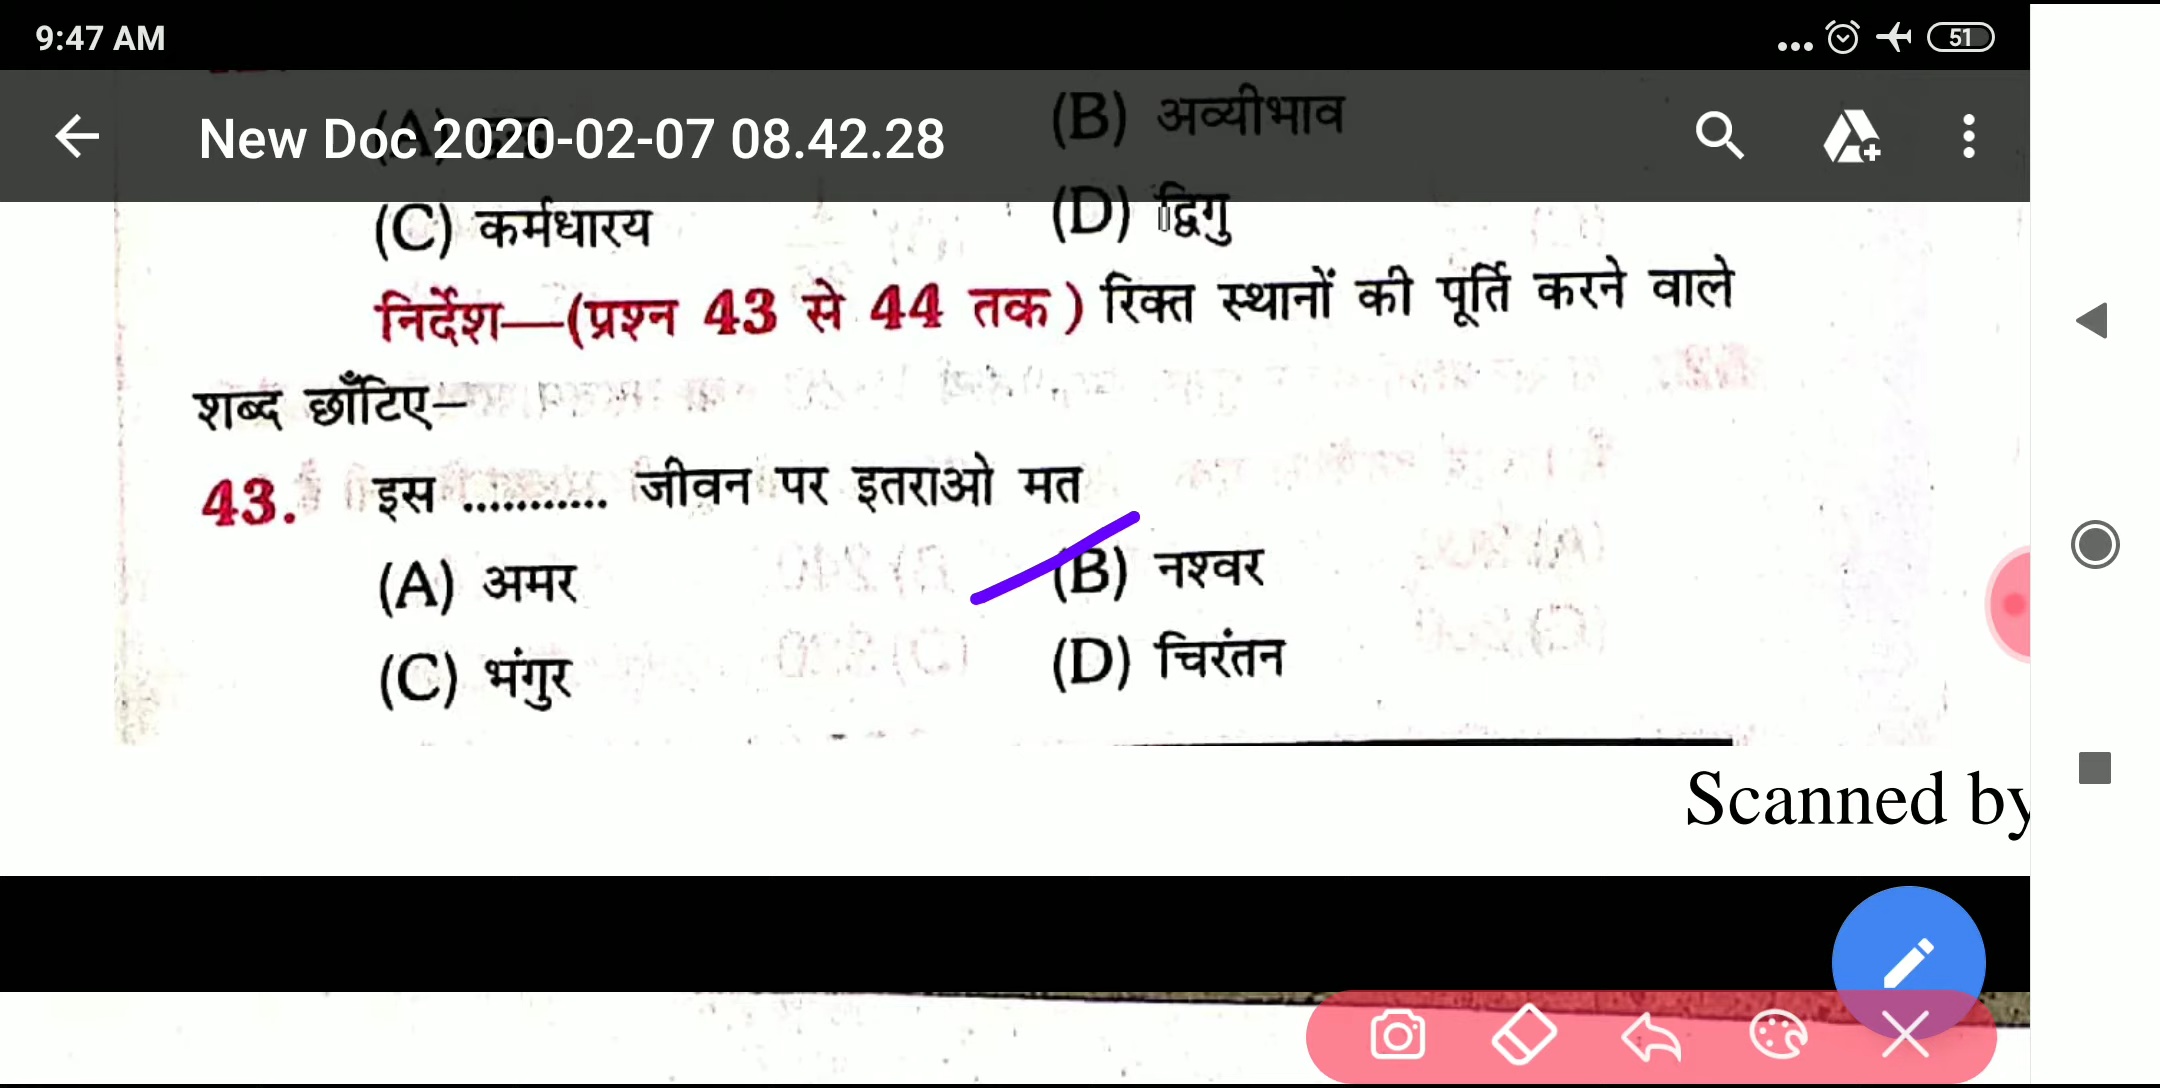 9:47 AM
51
New Doc 2020-02-07 08.42.28
(A)
(B) अव्यीभाव
(C) कर्मधारय
(D) द्विगु
निर्देश—(प्रश्न 43 से 44 तक) रिक्त स्थानों की पूर्ति करने वाले
शब्द छाँटिए—
43. इस ........... जीवन पर इतराओ मत
(A) अमर
(B) नश्वर
(C) भंगुर
(D) चिरंतन
Scanned by